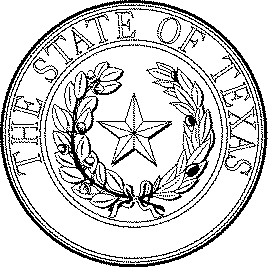 THE STATE OF TEXAS